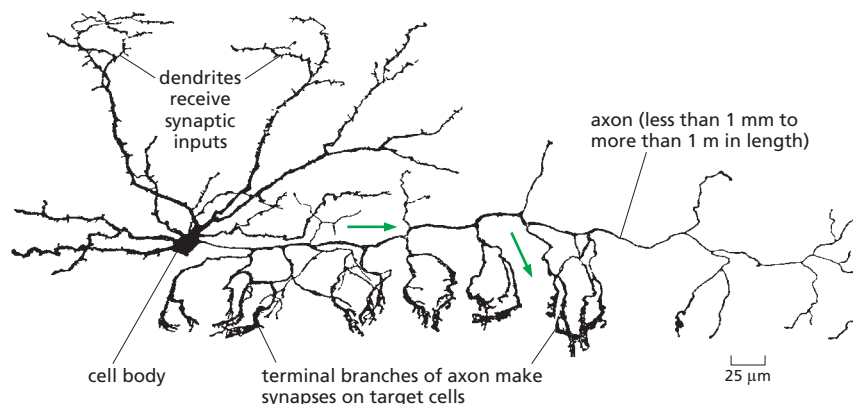 dendrites
receive
synaptic
inputs
axon (less than 1 mm to
more than 1 m in length)
cell body
terminal branches of axon make
synapses on target cells
25 μm